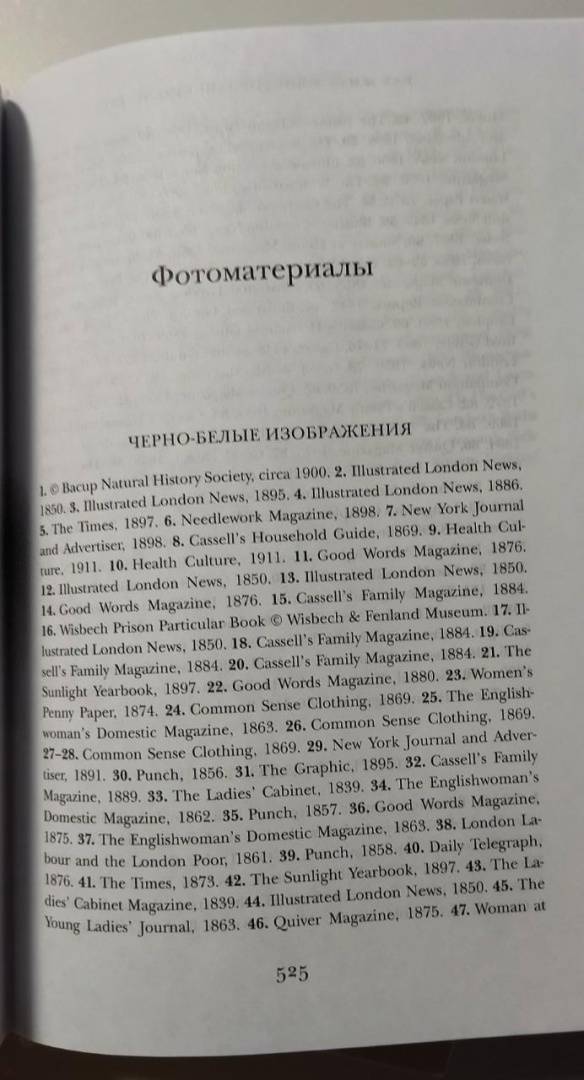 Фотоматериалы
ЧЕРНО-БЕЛЫЕ ИЗОБРАЖЕНИЯ
1. © Bacup Natural History Society, circa 1900. 2. Illustrated London News,
1850. 3. Illustrated London News, 1895. 4. Illustrated London News, 1886.
5. The Times, 1897. 6. Needlework Magazine, 1898. 7. New York Journal
and Advertiser, 1898. 8. Cassell's Household Guide, 1869. 9. Health Cul-
ture, 1911. 10. Health Culture, 1911. 11. Good Words Magazine, 1876.
12. Illustrated London News, 1850. 13. Illustrated London News, 1850.
14. Good Words Magazine, 1876. 15. Cassell's Family Magazine, 1884.
16. Wisbech Prison Particular Book © Wisbech & Fenland Museum. 17. Il-
lustrated London News, 1850. 18. Cassell's Family Magazine, 1884. 19. Cas-
sell's Family Magazine, 1884. 20. Cassell's Family Magazine, 1884. 21. The
Sunlight Yearbook, 1897. 22. Good Words Magazine, 1880. 23. Women's
Penny Paper, 1874. 24. Common Sense Clothing, 1869. 25. The English-
woman's Domestic Magazine, 1863. 26. Common Sense Clothing, 1869.
27–28. Common Sense Clothing, 1869. 29. New York Journal and Adver-
tiser, 1891. 30. Punch, 1856. 31. The Graphic, 1895. 32. Cassell's Family
Magazine, 1889. 33. The Ladies' Cabinet, 1839. 34. The Englishwoman's
Domestic Magazine, 1862. 35. Punch, 1857. 36. Good Words Magazine,
1875. 37. The Englishwoman's Domestic Magazine, 1863. 38. London La-
bour and the London Poor, 1861. 39. Punch, 1858. 40. Daily Telegraph,
1876. 41. The Times, 1873. 42. The Sunlight Yearbook, 1897. 43. The La-
dies' Cabinet Magazine, 1839. 44. Illustrated London News, 1850. 45. The
Young Ladies' Journal, 1863. 46. Quiver Magazine, 1875. 47. Woman at
525